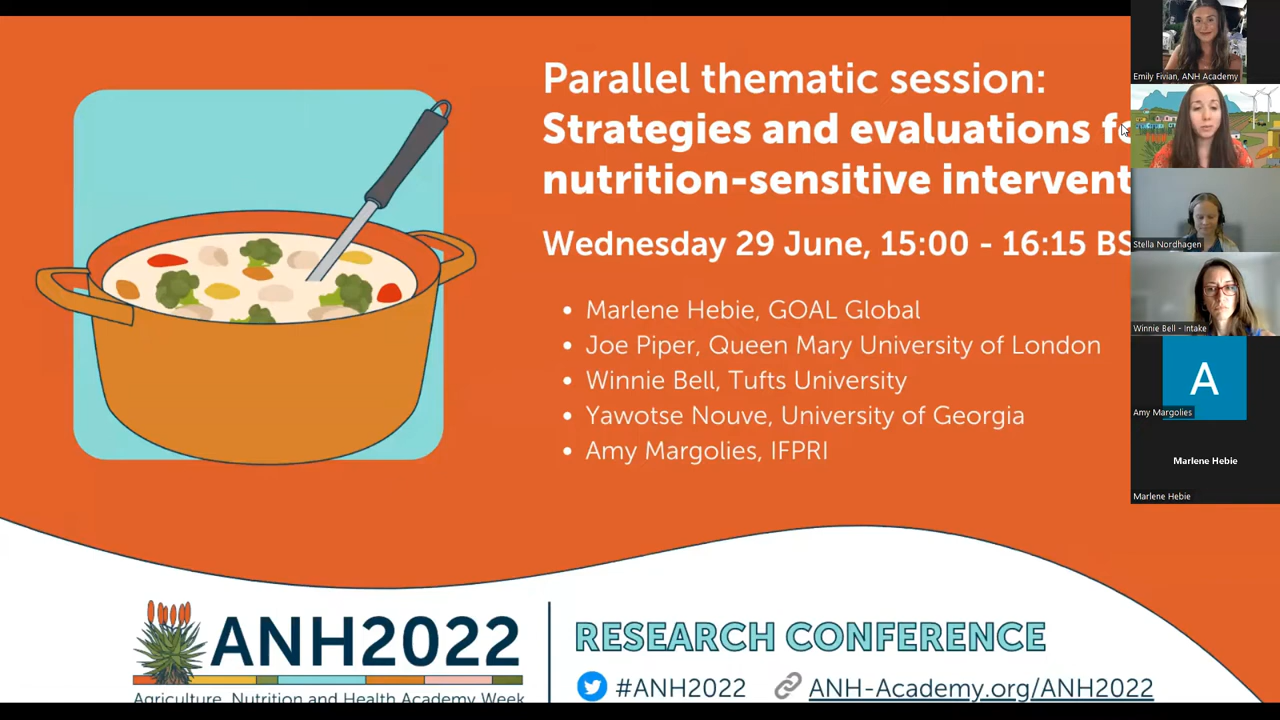 Parallel thematic session:
Strategies and evaluations
nutrition-sensitive
Wednesday 29 June, 15:00 - 16:15
• Marlene Hebie, GOAL Global
• Joe Piper, Queen Mary University of London
• Winnie Bell, Tufts University
• Yawotse Nouve, University of Georgia
• Amy Margolies, IFPRI
ANH2022
Agriculture, Nutrition and Health Academy Week
RESEARCH CONFERENCE
#ANH2022
ANH-Academy.org/ANH2022
Emily Fivian, ANH Academy
Stella Nordhagen
Winnie Bell - Intake
A
Amy Margolies
Marlene Hebie
Marlene Hebie